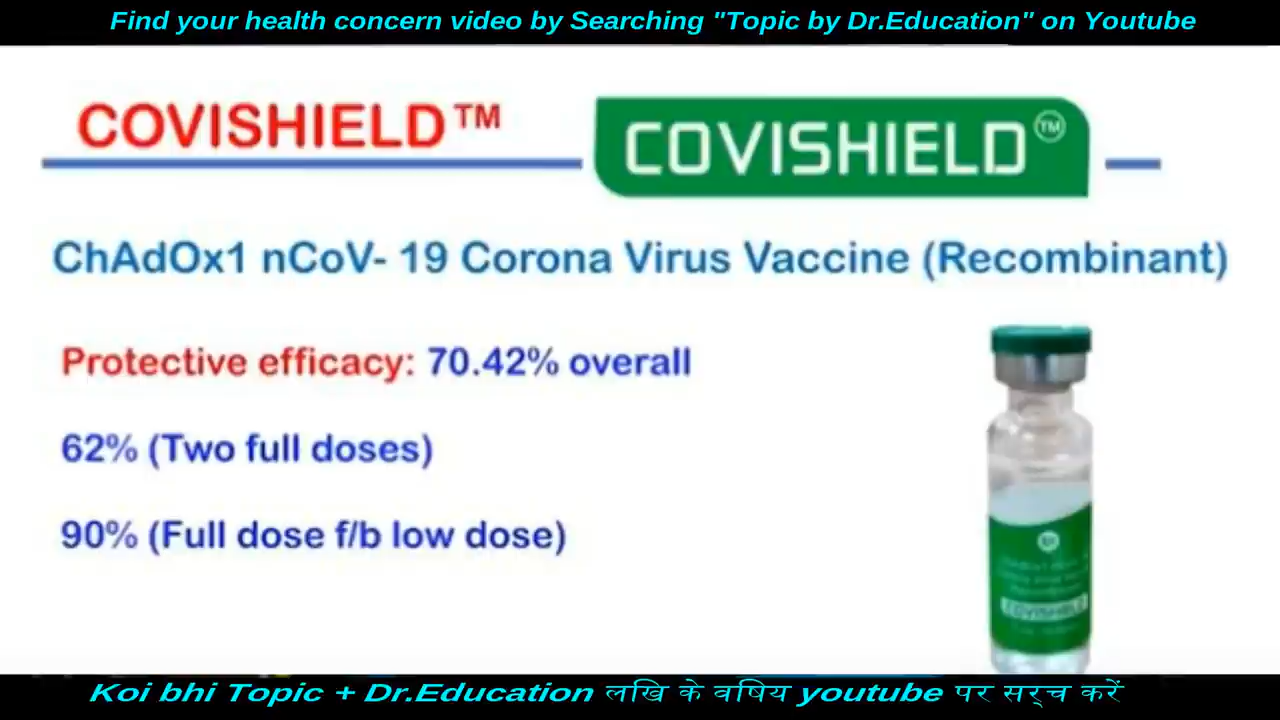 Find your health concern video by Searching "Topic by Dr.Education" on Youtube
COVISHIELD™
COVISHIELD™
ChAdOx1 nCoV- 19 Corona Virus Vaccine (Recombinant)
Protective efficacy: 70.42% overall
62% (Two full doses)
90% (Full dose f/b low dose)
COVISHIELD
Koi bhi Topic + Dr.Education लिख के विषय youtube पर सर्च करें